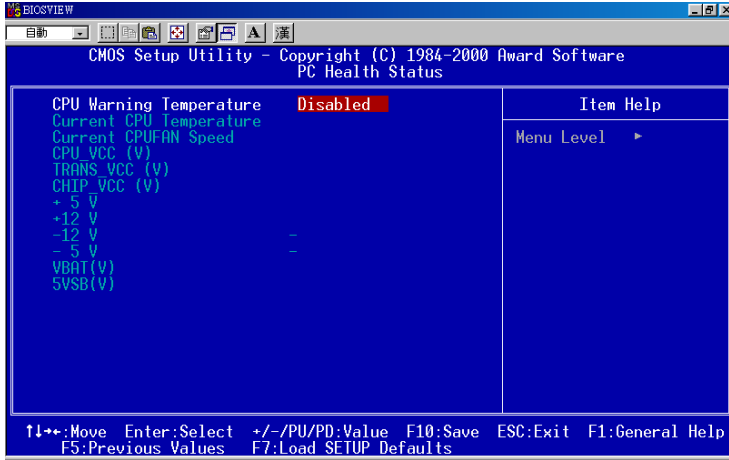 BIOSVIEW
自動 A 漢
CMOS Setup Utility – Copyright (C) 1984-2000 Award Software
PC Health Status
CPU Warning Temperature Disabled
Current CPU Temperature
Current CPUFAN Speed
CPU_VCC (V)
TRANS_VCC (V)
CHIP_VCC (V)
+ 5 V
+12 V
-12 V -
- 5 V -
VBAT(V)
5VSB(V)
Item Help
Menu Level ►
↑↓→←:Move Enter:Select +/-/PU/PD:Value F10:Save ESC:Exit F1:General Help
F5:Previous Values F7:Load SETUP Defaults